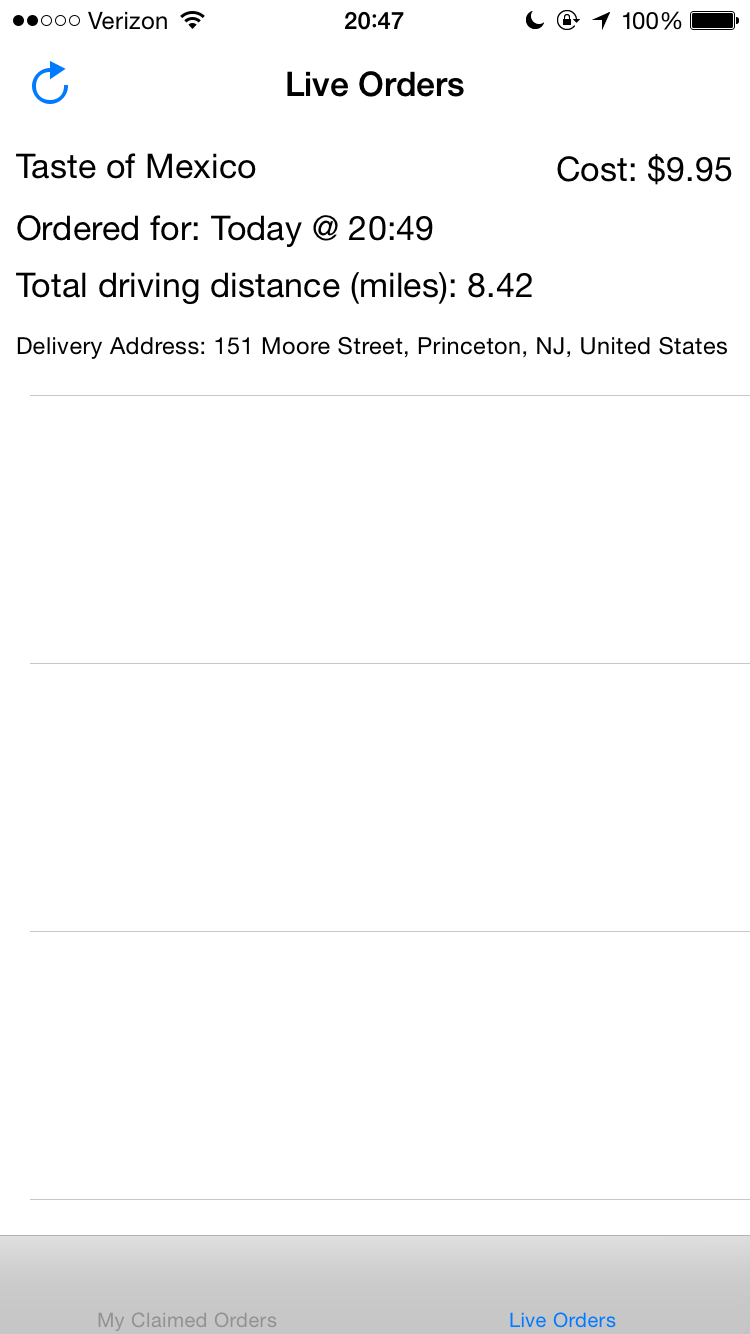 Verizon 20:47 100%
Live Orders
Taste of Mexico Cost: $9.95
Ordered for: Today @ 20:49
Total driving distance (miles): 8.42
Delivery Address: 151 Moore Street, Princeton, NJ, United States
My Claimed Orders Live Orders